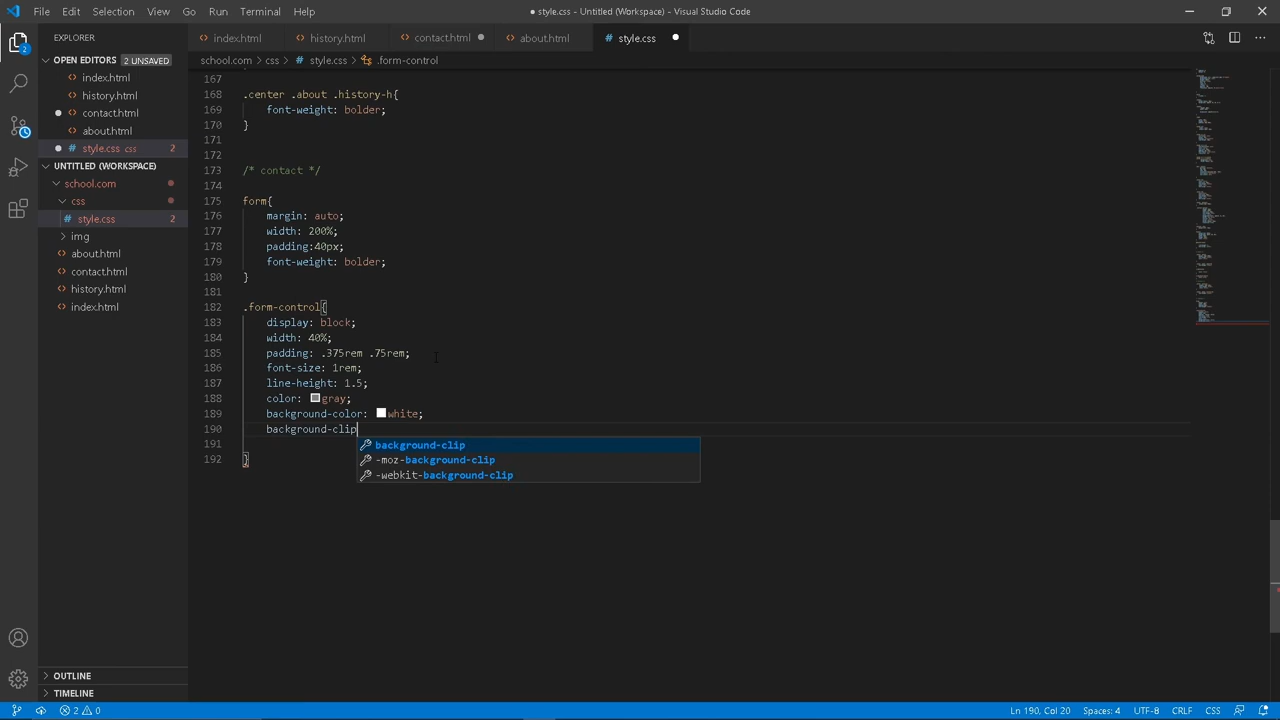 File Edit Selection View Go Run Terminal Help
● style.css - Untitled (Workspace) - Visual Studio Code
EXPLORER
index.html
history.html
contact.html
about.html
style.css
OPEN EDITORS 2 UNSAVED
school.com > css > style.css > .form-control
index.html
history.html
contact.html
about.html
style.css css 2
UNTITLED (WORKSPACE)
school.com
css
style.css 2
img
about.html
contact.html
history.html
index.html
OUTLINE
TIMELINE
2
167
168 .center .about .history-h{
169 font-weight: bolder;
170 }
171
172
173 /* contact */
174
175 form{
176 margin: auto;
177 width: 200%;
178 padding:40px;
179 font-weight: bolder;
180 }
181
182 .form-control{
183 display: block;
184 width: 40%;
185 padding: .375rem .75rem;
186 font-size: 1rem;
187 line-height: 1.5;
188 color: gray;
189 background-color: white;
190 background-clip
background-clip
191
-moz-background-clip
192 }
-webkit-background-clip
2 0
Ln 190, Col 20 Spaces: 4 UTF-8 CRLF CSS